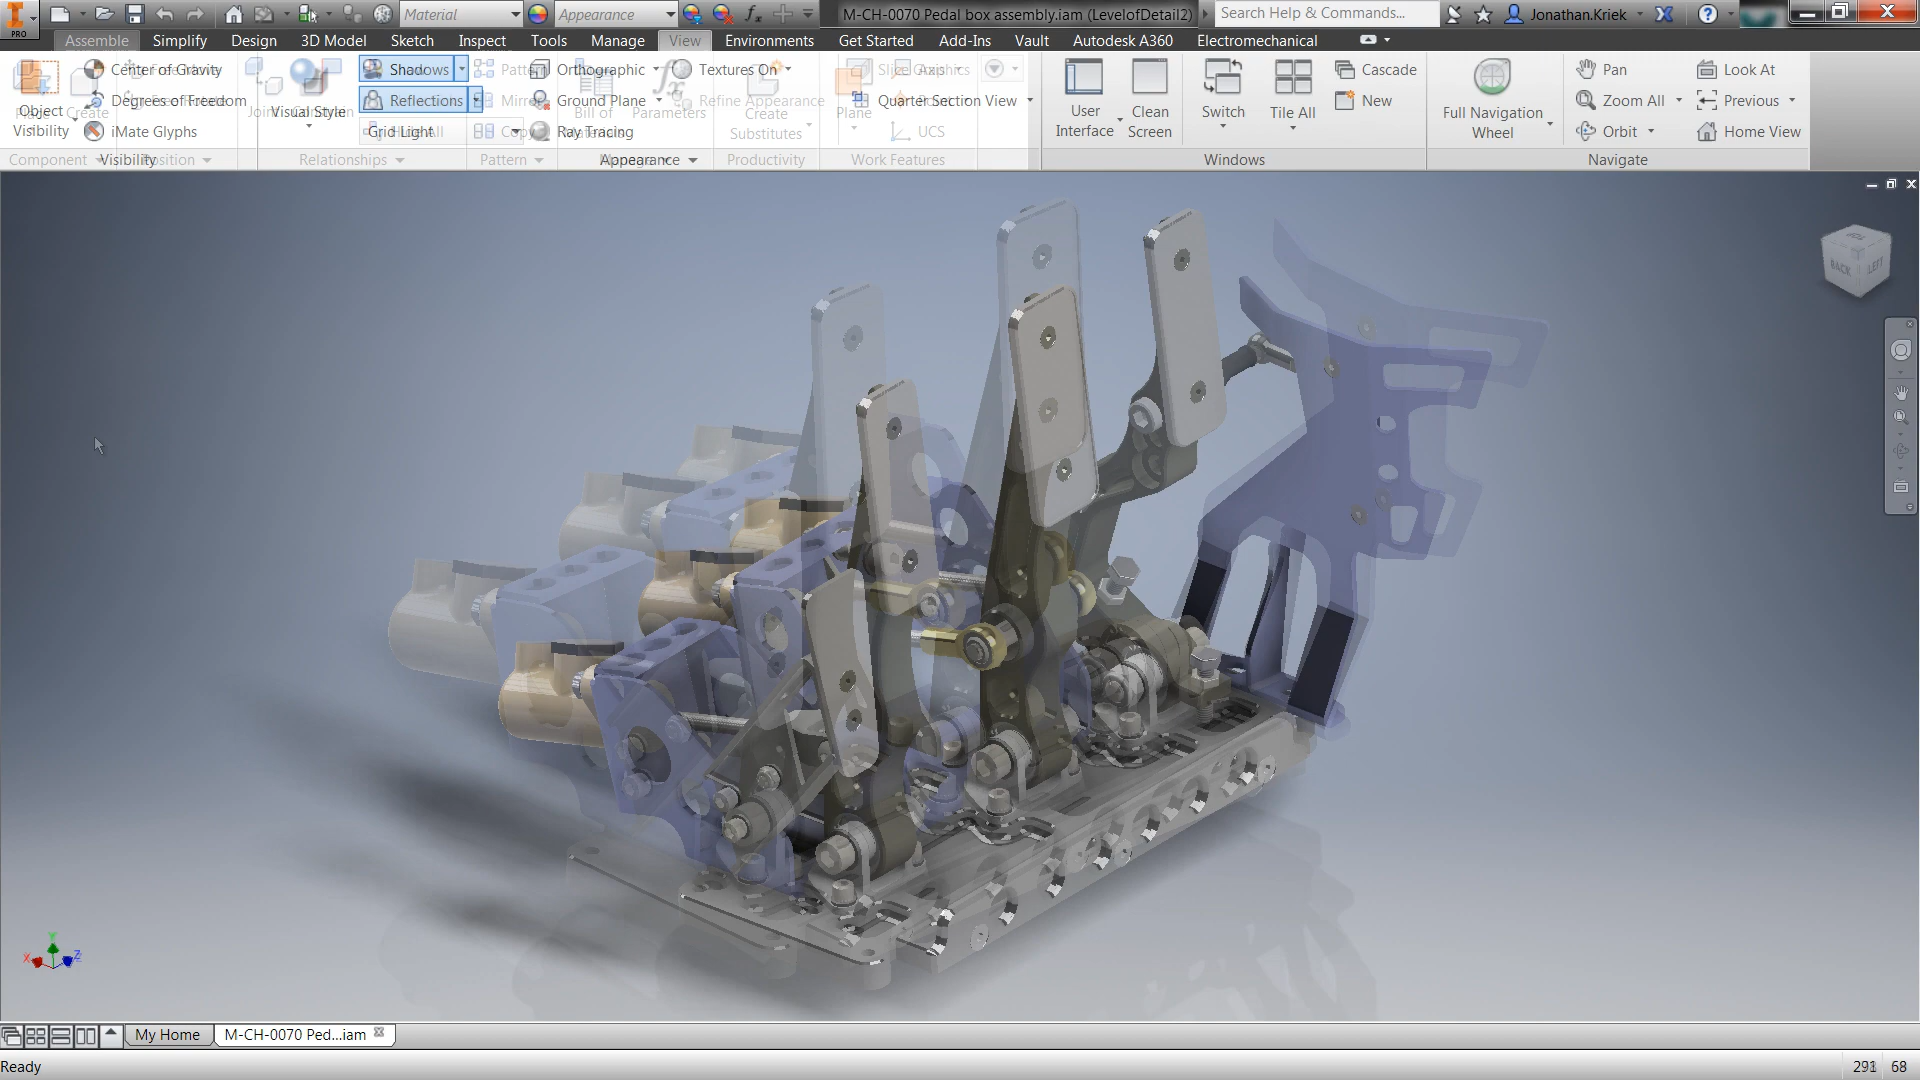 PRO
Material
Appearance
M-CH-0070 Pedal box assembly.iam (LevelofDetail2)
Search Help & Commands...
Jonathan.Kriek
Assemble Simplify Design 3D Model Sketch Inspect Tools Manage View Environments Get Started Add-Ins Vault Autodesk A360 Electromechanical
Center of Gravity
Shadows
Pattern
Orthographic
Textures On
Slice Graphics
Axis
Cascade
Pan
Look At
Object
Visibility
Create
Degrees of Freedom
Joint
Visual Style
Reflections
Mirror
Ground Plane
Bill of
Parameters
Refine Appearance
Create
Substitutes
Plane
Quarter Section View
User
Interface
Clean
Screen
Switch
Tile All
New
Full Navigation
Wheel
Zoom All
Previous
iMate Glyphs
Grid Light
Copy
Ray Tracing
UCS
Orbit
Home View
Component
Visibility
Position
Relationships
Pattern
Appearance
Productivity
Work Features
Windows
Navigate
BACK
LEFT
Y
X
Z
My Home
M-CH-0070 Ped...iam
Ready
68